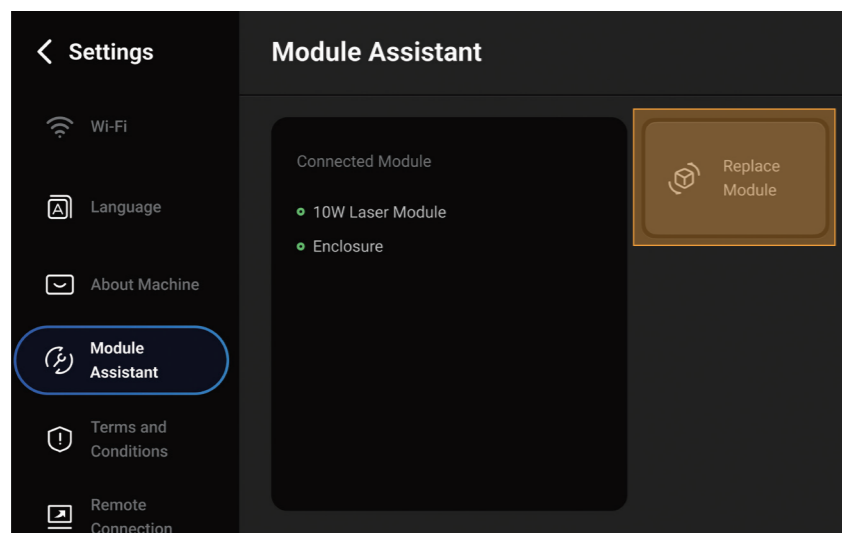 Settings
Wi-Fi
A
Language
About Machine
Module
Assistant
Terms and
Conditions
Remote
Connection
Module Assistant
Connected Module
10W Laser Module
Enclosure
Replace
Module